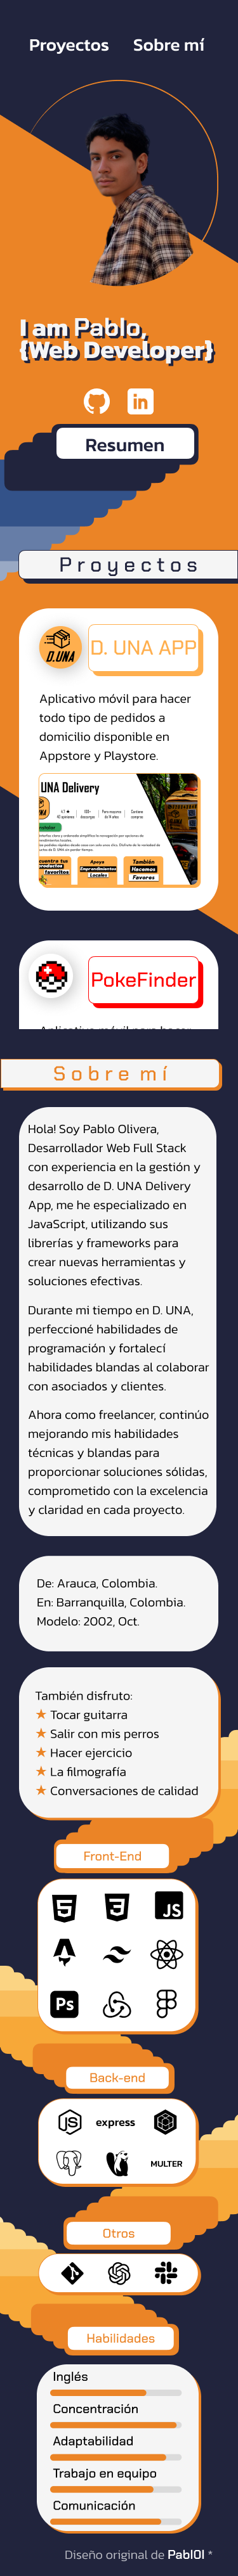 Proyectos Sobre mí
I am Pablo,
{Web Developer}
in
Resumen
Proyectos
D.UNA
D. UNA APP
Aplicativo móvil para hacer
todo tipo de pedidos a
domicilio disponible en
Appstore y Playstore.
UNA Delivery
Apoya
Emprendimientos
Locales
También
Hacemos
Favores
favoritos
PokeFinder
Sobre mí
Hola! Soy Pablo Olivera,
Desarrollador Web Full Stack
con experiencia en la gestión y
desarrollo de D. UNA Delivery
App, me he especializado en
JavaScript, utilizando sus
librerías y frameworks para
crear nuevas herramientas y
soluciones efectivas.
Durante mi tiempo en D. UNA,
perfeccioné habilidades de
programación y fortalecí
habilidades blandas al colaborar
con asociados y clientes.
Ahora como freelancer, continúo
mejorando mis habilidades
técnicas y blandas para
proporcionar soluciones sólidas,
comprometido con la excelencia
y claridad en cada proyecto.
De: Arauca, Colombia.
En: Barranquilla, Colombia.
Modelo: 2002, Oct.
También disfruto:
★ Tocar guitarra
★ Salir con mis perros
★ Hacer ejercicio
★ La filmografía
★ Conversaciones de calidad
Front-End
5 3 JS
Ps
Back-end
JS express
MULTER
Otros
Habilidades
Inglés
Concentración
Adaptabilidad
Trabajo en equipo
Comunicación
Diseño original de Pabl0l *